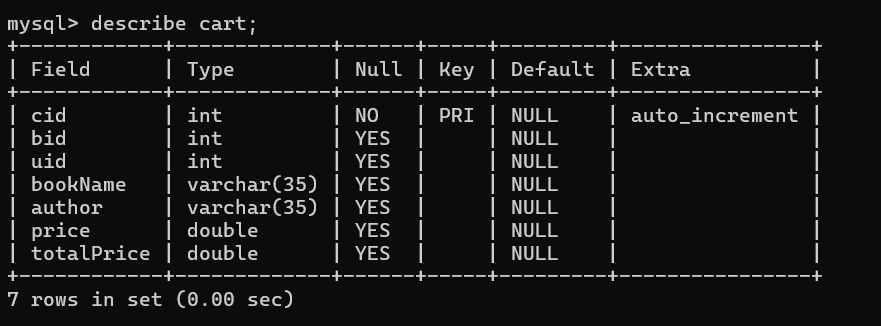 mysql> describe cart;
+------------+-------------+------+-----+---------+----------------+
| Field      | Type        | Null | Key | Default | Extra          |
+------------+-------------+------+-----+---------+----------------+
| cid        | int         | NO   | PRI | NULL    | auto_increment |
| bid        | int         | YES  |     | NULL    |                |
| uid        | int         | YES  |     | NULL    |                |
| bookName   | varchar(35) | YES  |     | NULL    |                |
| author     | varchar(35) | YES  |     | NULL    |                |
| price      | double      | YES  |     | NULL    |                |
| totalPrice | double      | YES  |     | NULL    |                |
+------------+-------------+------+-----+---------+----------------+
7 rows in set (0.00 sec)